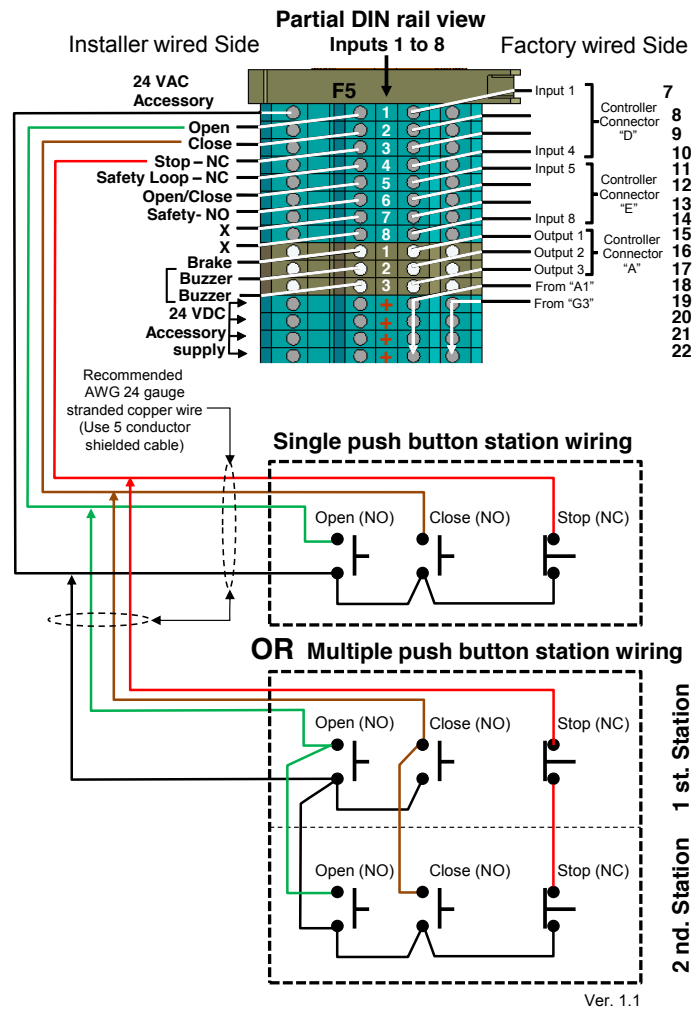 Partial DIN rail view
Installer wired Side
Inputs 1 to 8
Factory wired Side
24 VAC
Accessory
F5
Open
Close
Stop – NC
Safety Loop – NC
Open/Close
Safety- NO
X
X
Brake
Buzzer
Buzzer
24 VDC
Accessory
supply
1
2
3
4
5
6
7
8
1
2
3
+
+
+
+
Input 1
Input 4
Input 5
Input 8
Output 1
Output 2
Output 3
From “A1”
From “G3”
Controller
Connector
“D”
Controller
Connector
“E”
Controller
Connector
“A”
7
8
9
10
11
12
13
14
15
16
17
18
19
20
21
22
Recommended
AWG 24 gauge
stranded copper wire
(Use 5 conductor
shielded cable)
Single push button station wiring
Open (NO)
Close (NO)
Stop (NC)
OR Multiple push button station wiring
Open (NO)
Close (NO)
Stop (NC)
1 st. Station
Open (NO)
Close (NO)
Stop (NC)
2 nd. Station
Ver. 1.1